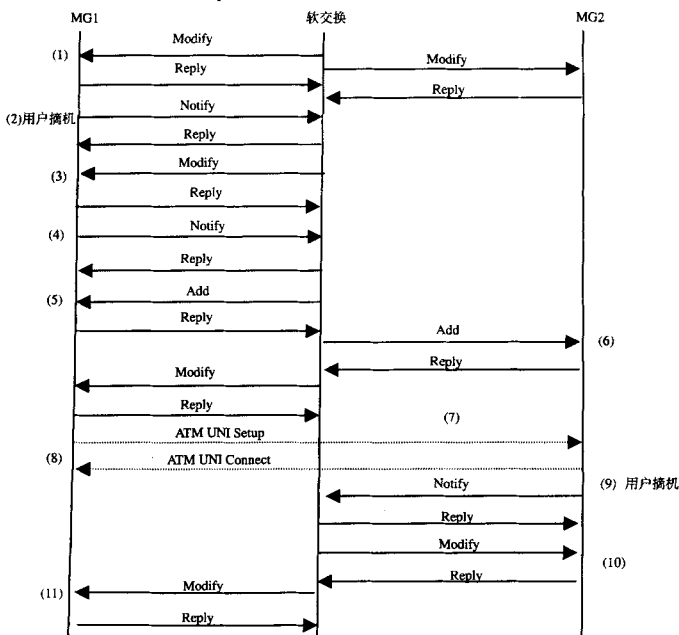 MG1 软交换 MG2
Modify
(1) Modify
Reply
Reply
Notify
(2)用户摘机
Reply
Modify
(3)
Reply
Notify
(4)
Reply
Add
(5)
Reply
Add
(6)
Reply
Modify
Reply
(7)
ATM UNI Setup
(8) ATM UNI Connect
Notify (9) 用户摘机
Reply
Modify
(10)
Reply
Modify
(11)
Reply